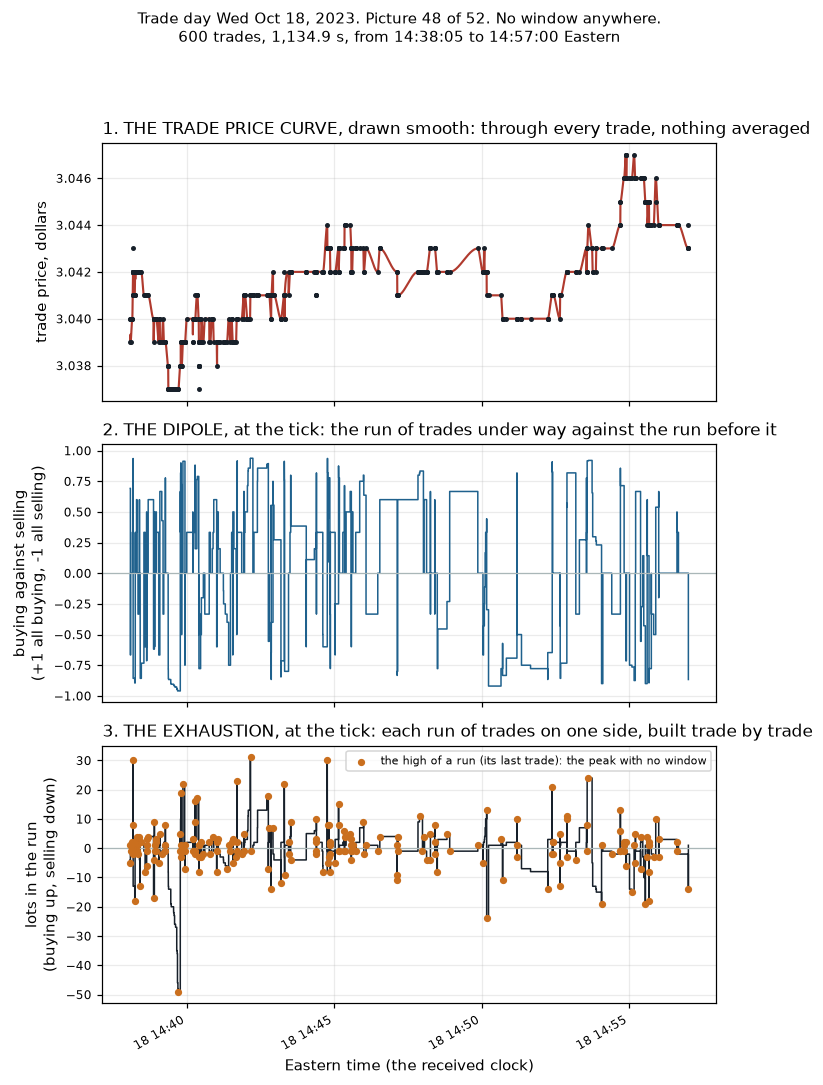 Trade day Wed Oct 18, 2023. Picture 48 of 52. No window anywhere.
600 trades, 1,134.9 s, from 14:38:05 to 14:57:00 Eastern
1. THE TRADE PRICE CURVE, drawn smooth: through every trade, nothing averaged
trade price, dollars
3.046
3.044
3.042
3.040
3.038
2. THE DIPOLE, at the tick: the run of trades under way against the run before it
buying against selling
(+1 all buying, -1 all selling)
1.00
0.75
0.50
0.25
0.00
−0.25
−0.50
−0.75
−1.00
3. THE EXHAUSTION, at the tick: each run of trades on one side, built trade by trade
the high of a run (its last trade): the peak with no window
lots in the run
(buying up, selling down)
30
20
10
0
−10
−20
−30
−40
−50
18 14:40
18 14:45
18 14:50
18 14:55
Eastern time (the received clock)